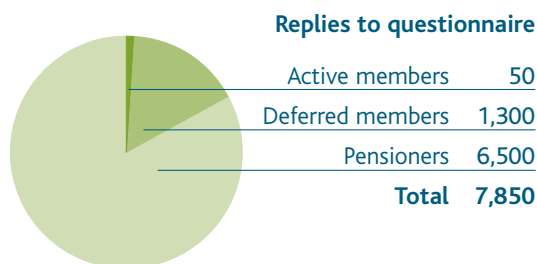 Replies to questionnaire
Active members 50
Deferred members 1,300
Pensioners 6,500
Total 7,850